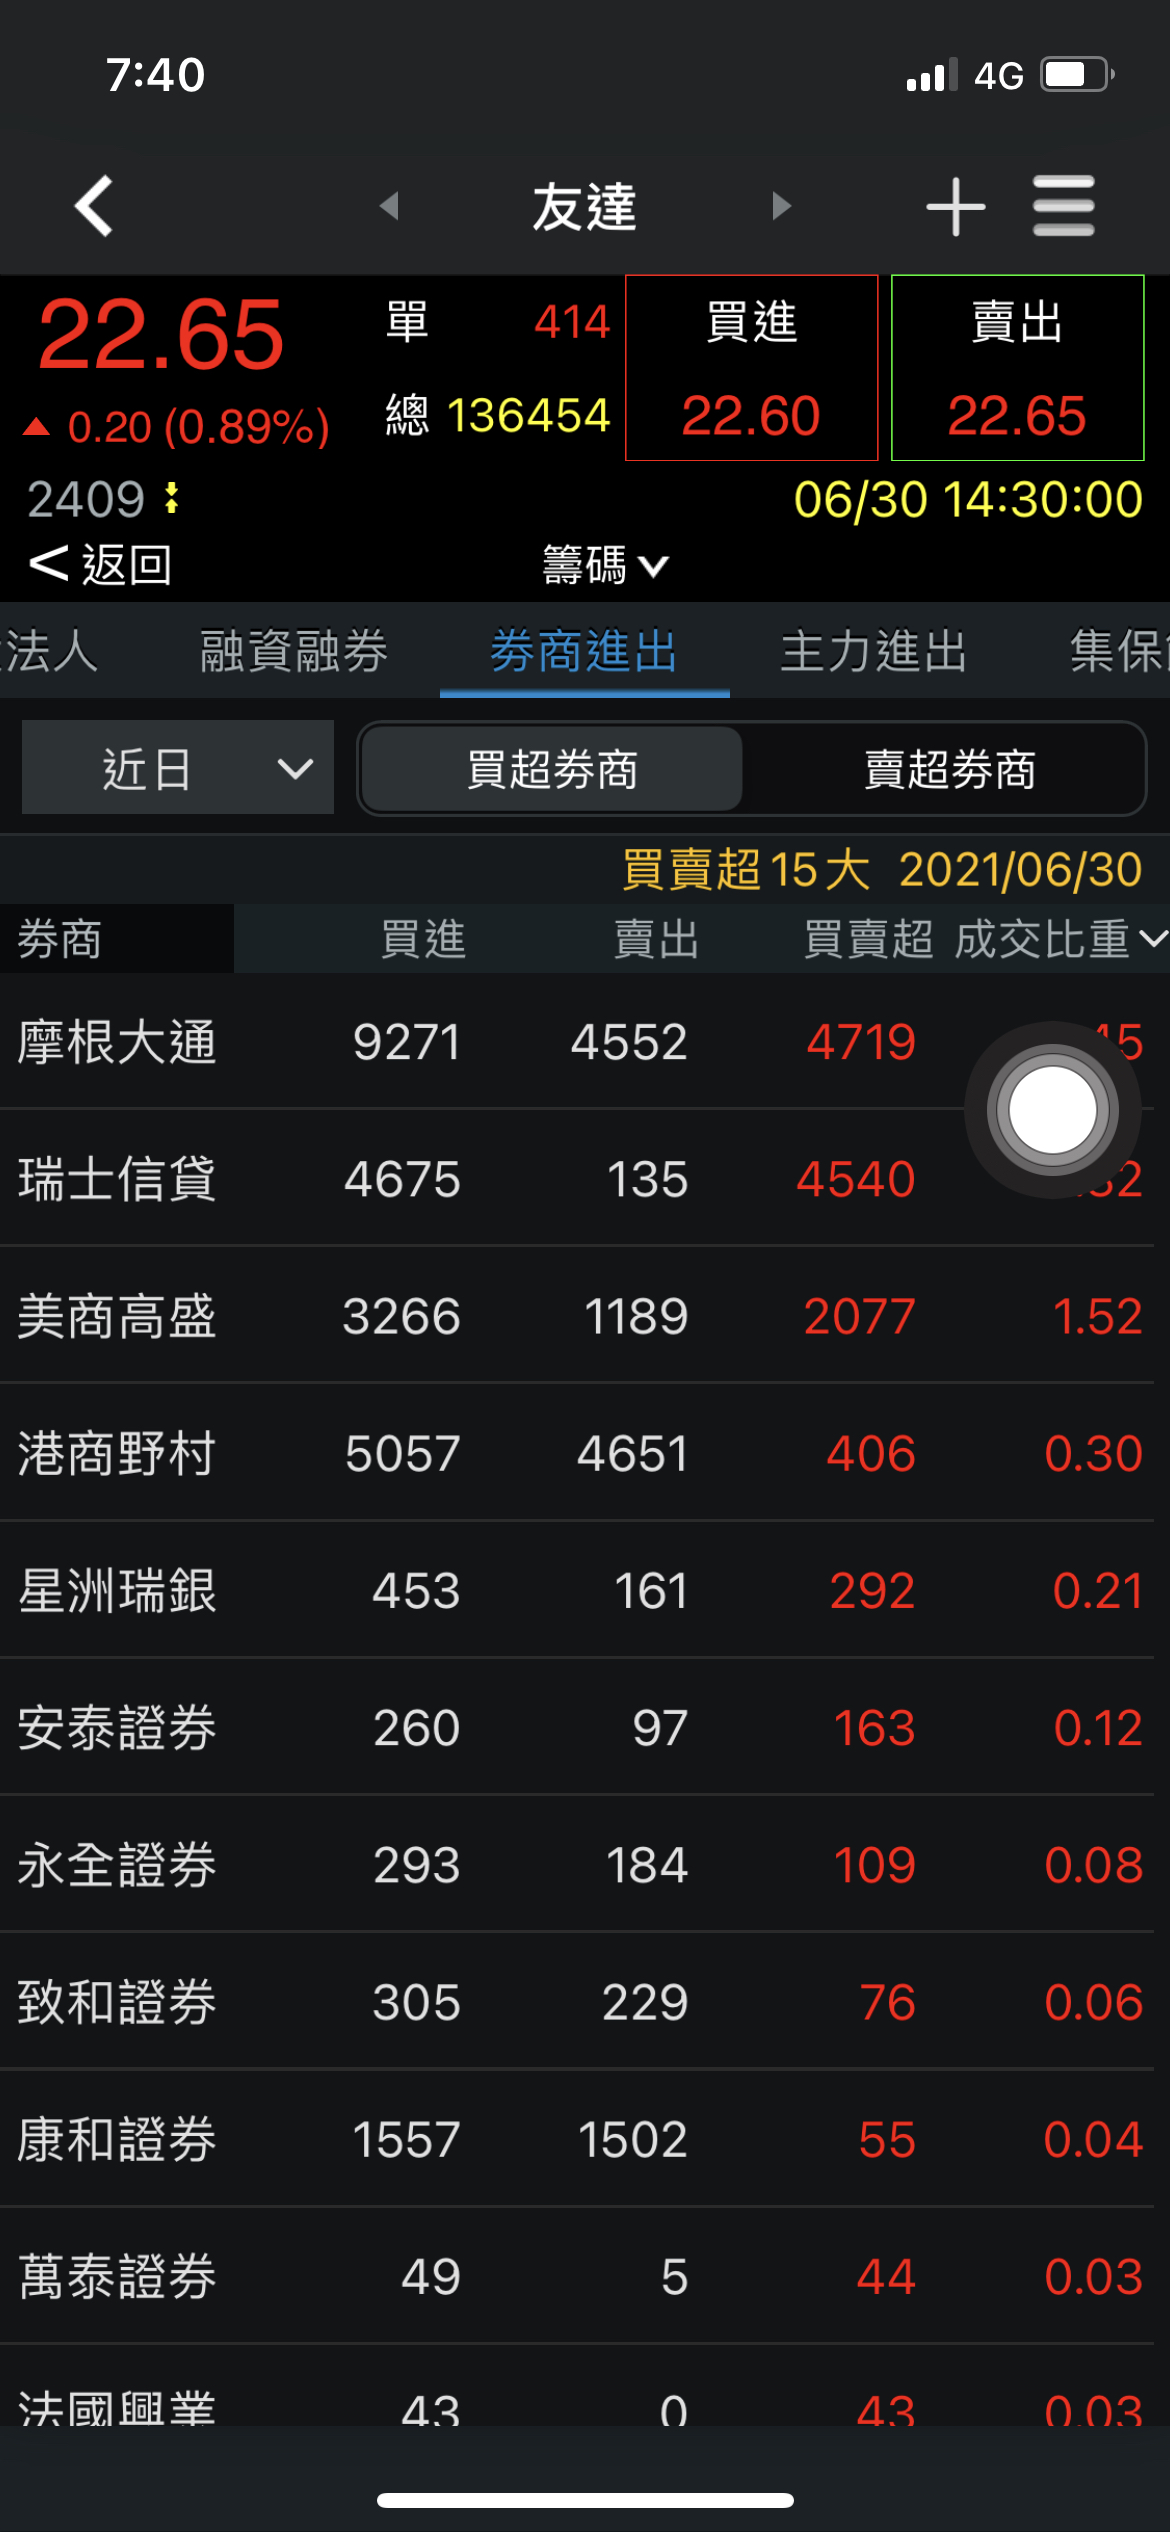 7:40 4G
友達
22.65 單 414 買進 賣出
▲ 0.20 (0.89%) 總 136454 22.60 22.65
2409 06/30 14:30:00
< 返回 籌碼
法人 融資融券 券商進出 主力進出 集保
近日 買超券商 賣超券商
買賣超15大 2021/06/30
券商 買進 賣出 買賣超 成交比重
摩根大通 9271 4552 4719
瑞士信貸 4675 135 4540
美商高盛 3266 1189 2077 1.52
港商野村 5057 4651 406 0.30
星洲瑞銀 453 161 292 0.21
安泰證券 260 97 163 0.12
永全證券 293 184 109 0.08
致和證券 305 229 76 0.06
康和證券 1557 1502 55 0.04
萬泰證券 49 5 44 0.03
法國興業 43 0 43 0.03